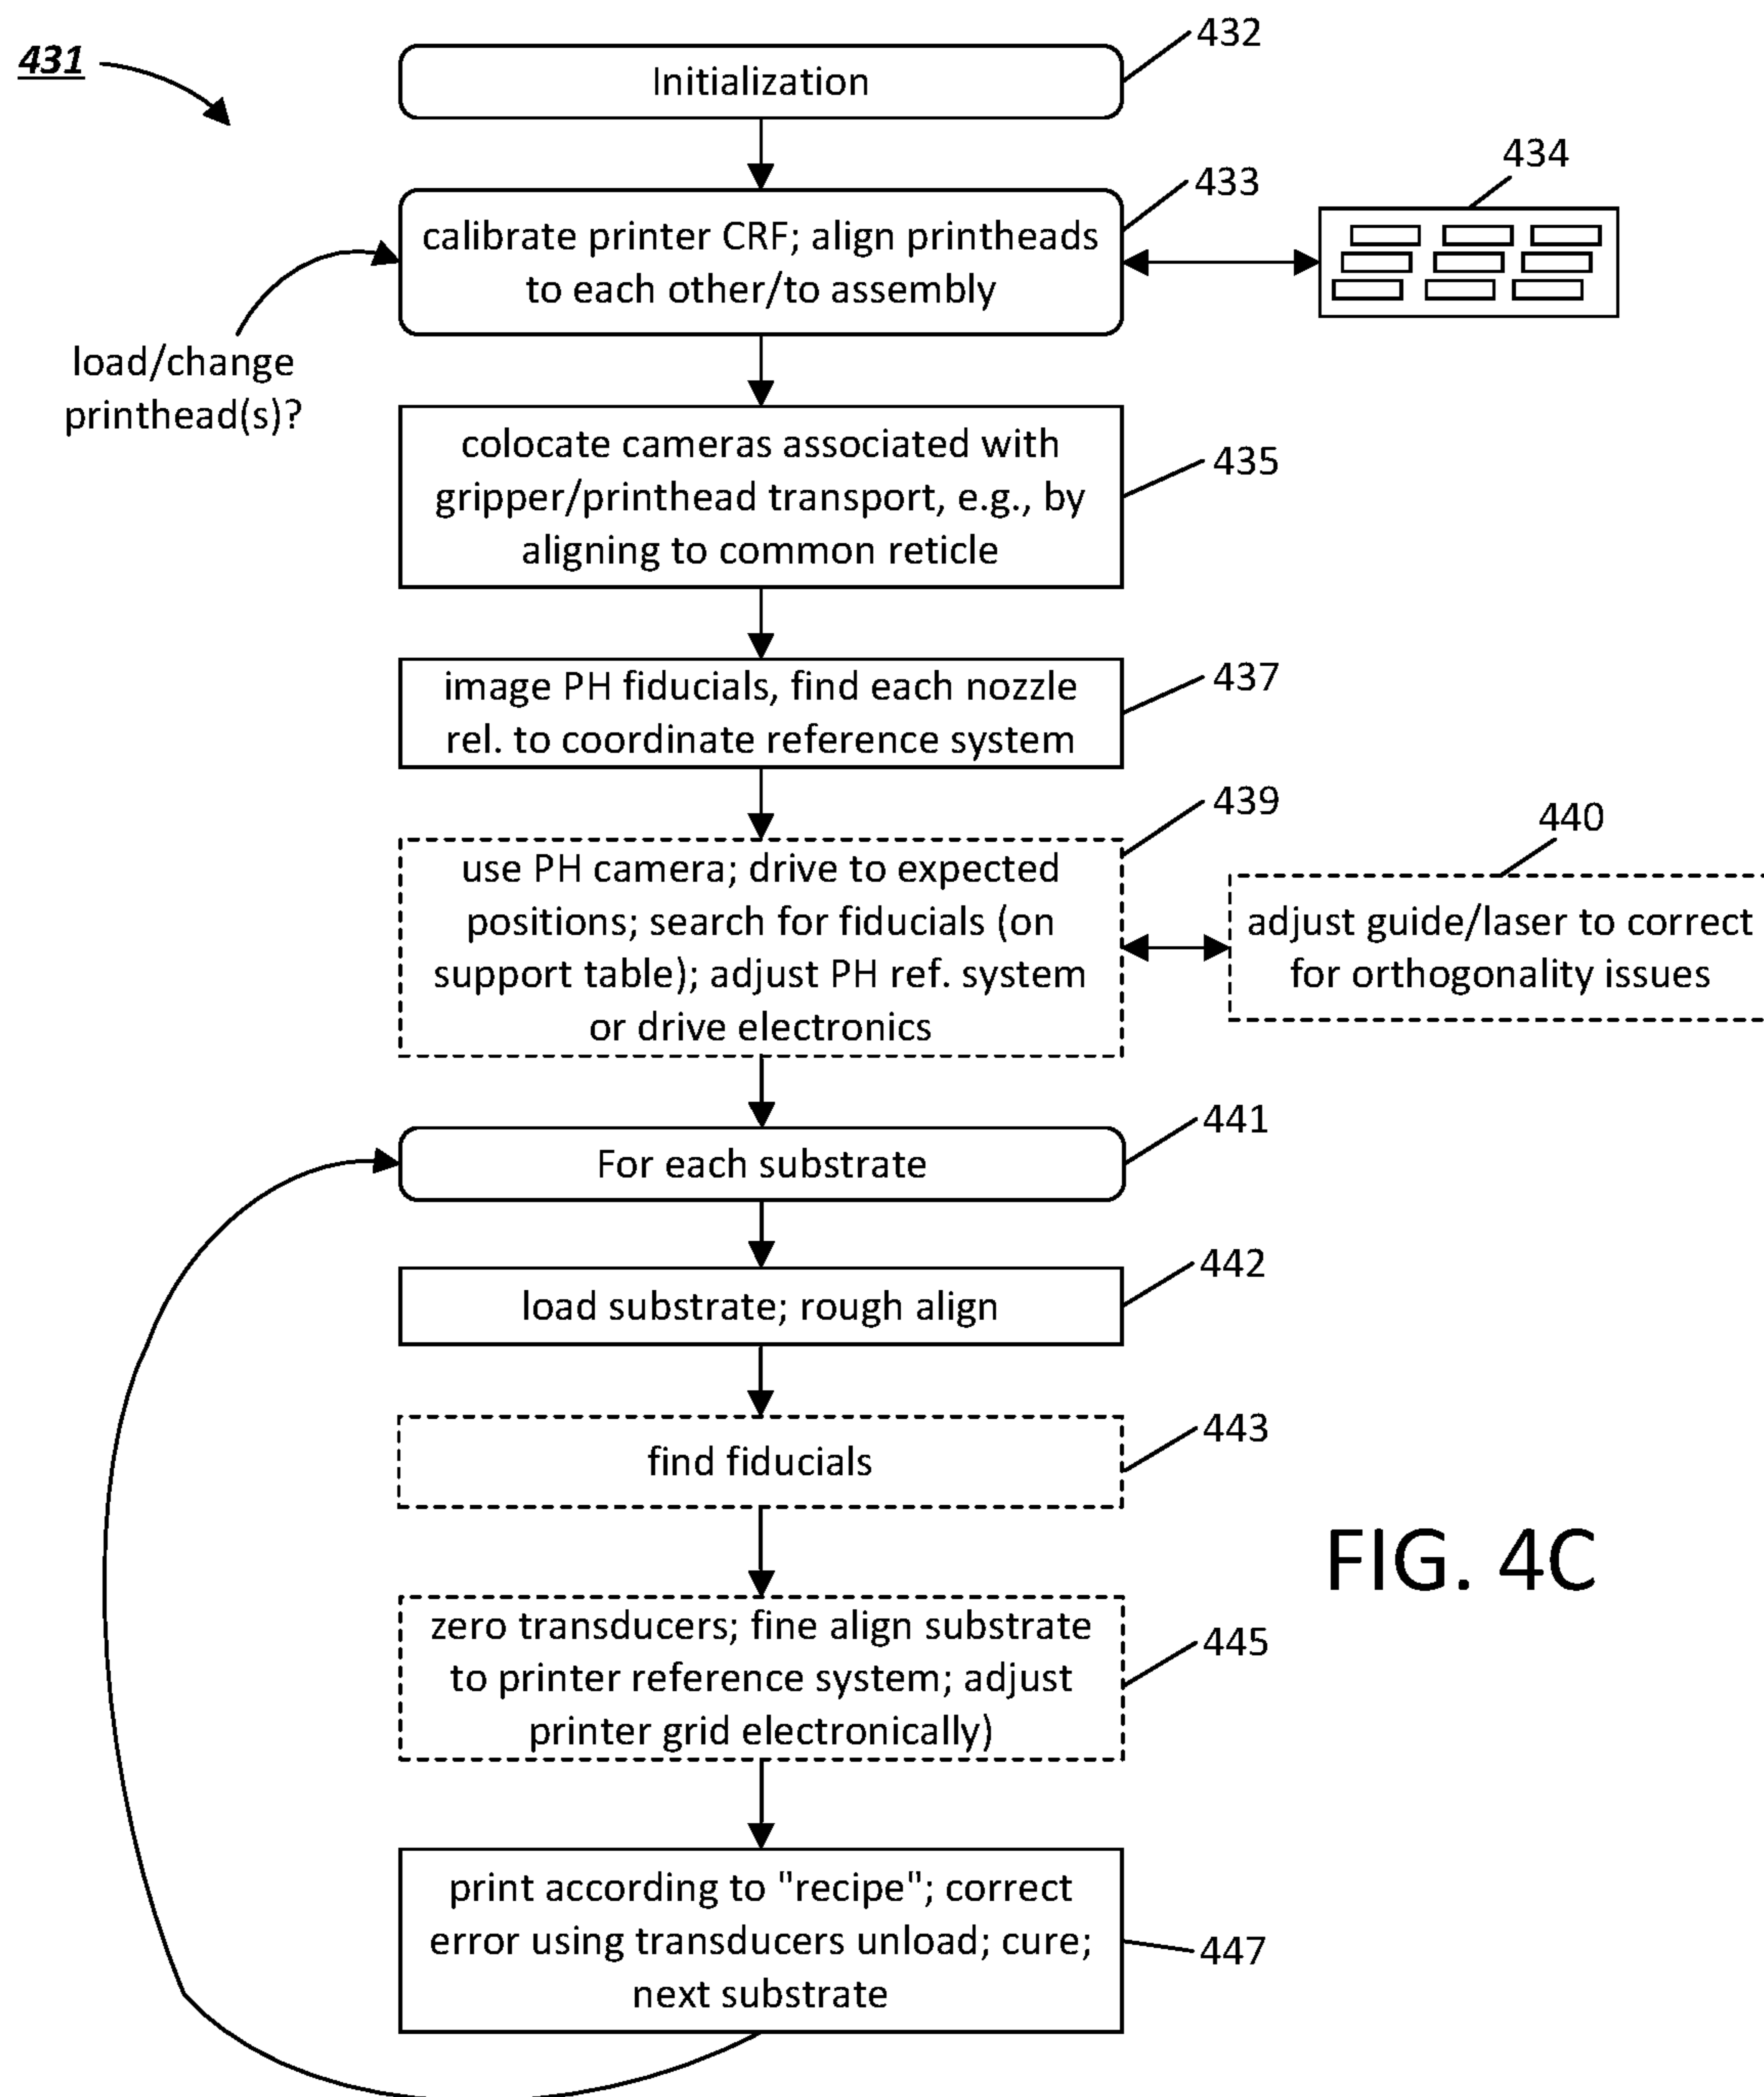 431
432
Initialization
434
433
calibrate printer CRF; align printheads
to each other/to assembly
load/change
printhead(s)?
colocate cameras associated with
gripper/printhead transport, e.g., by
aligning to common reticle
435
image PH fiducials, find each nozzle
rel. to coordinate reference system
437
439
use PH camera; drive to expected
positions; search for fiducials (on
support table); adjust PH ref. system
or drive electronics
440
adjust guide/laser to correct
for orthogonality issues
441
For each substrate
442
load substrate; rough align
443
find fiducials
FIG. 4C
zero transducers; fine align substrate
to printer reference system; adjust
printer grid electronically)
445
print according to "recipe"; correct
error using transducers unload; cure;
next substrate
447